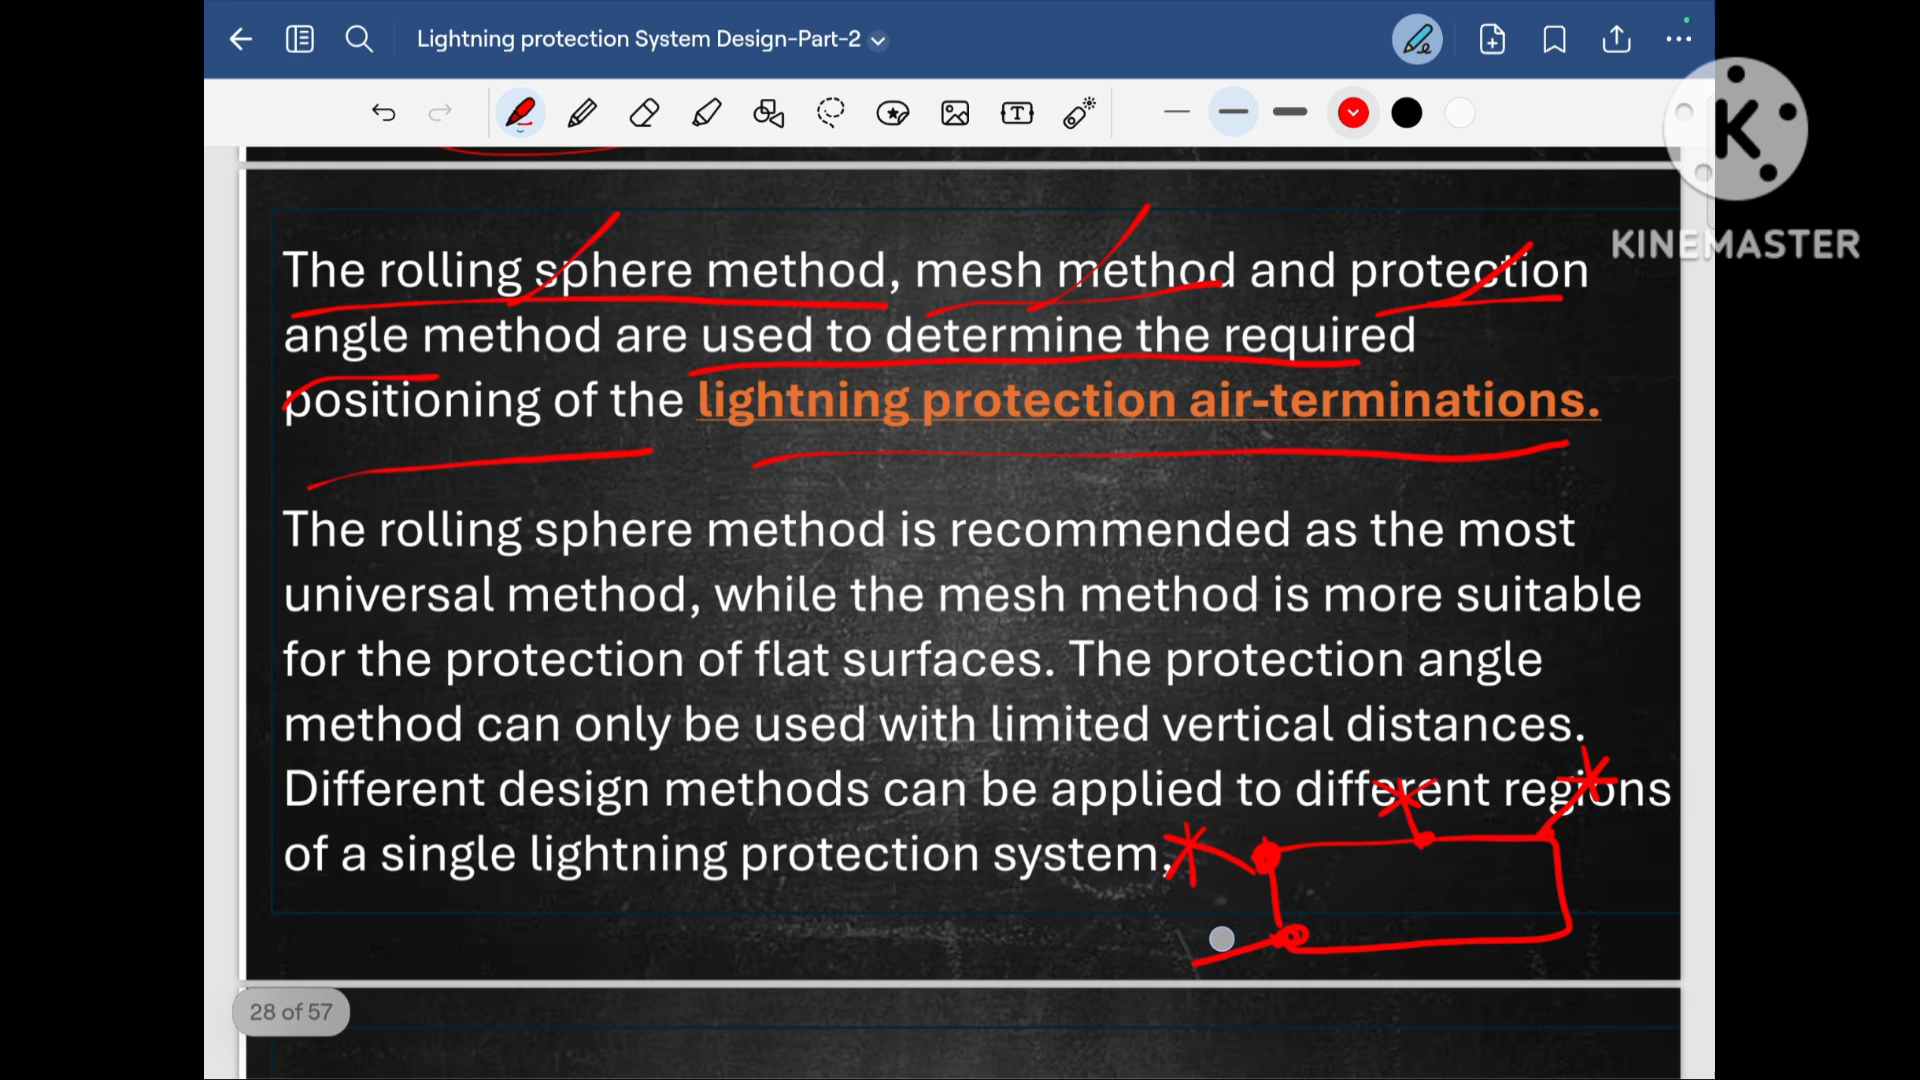 Lightning protection System Design-Part-2
K
KINEMASTER
The rolling sphere method, mesh method and protection
angle method are used to determine the required
positioning of the lightning protection air-terminations.
The rolling sphere method is recommended as the most
universal method, while the mesh method is more suitable
for the protection of flat surfaces. The protection angle
method can only be used with limited vertical distances.
Different design methods can be applied to different regions
of a single lightning protection system.
28 of 57